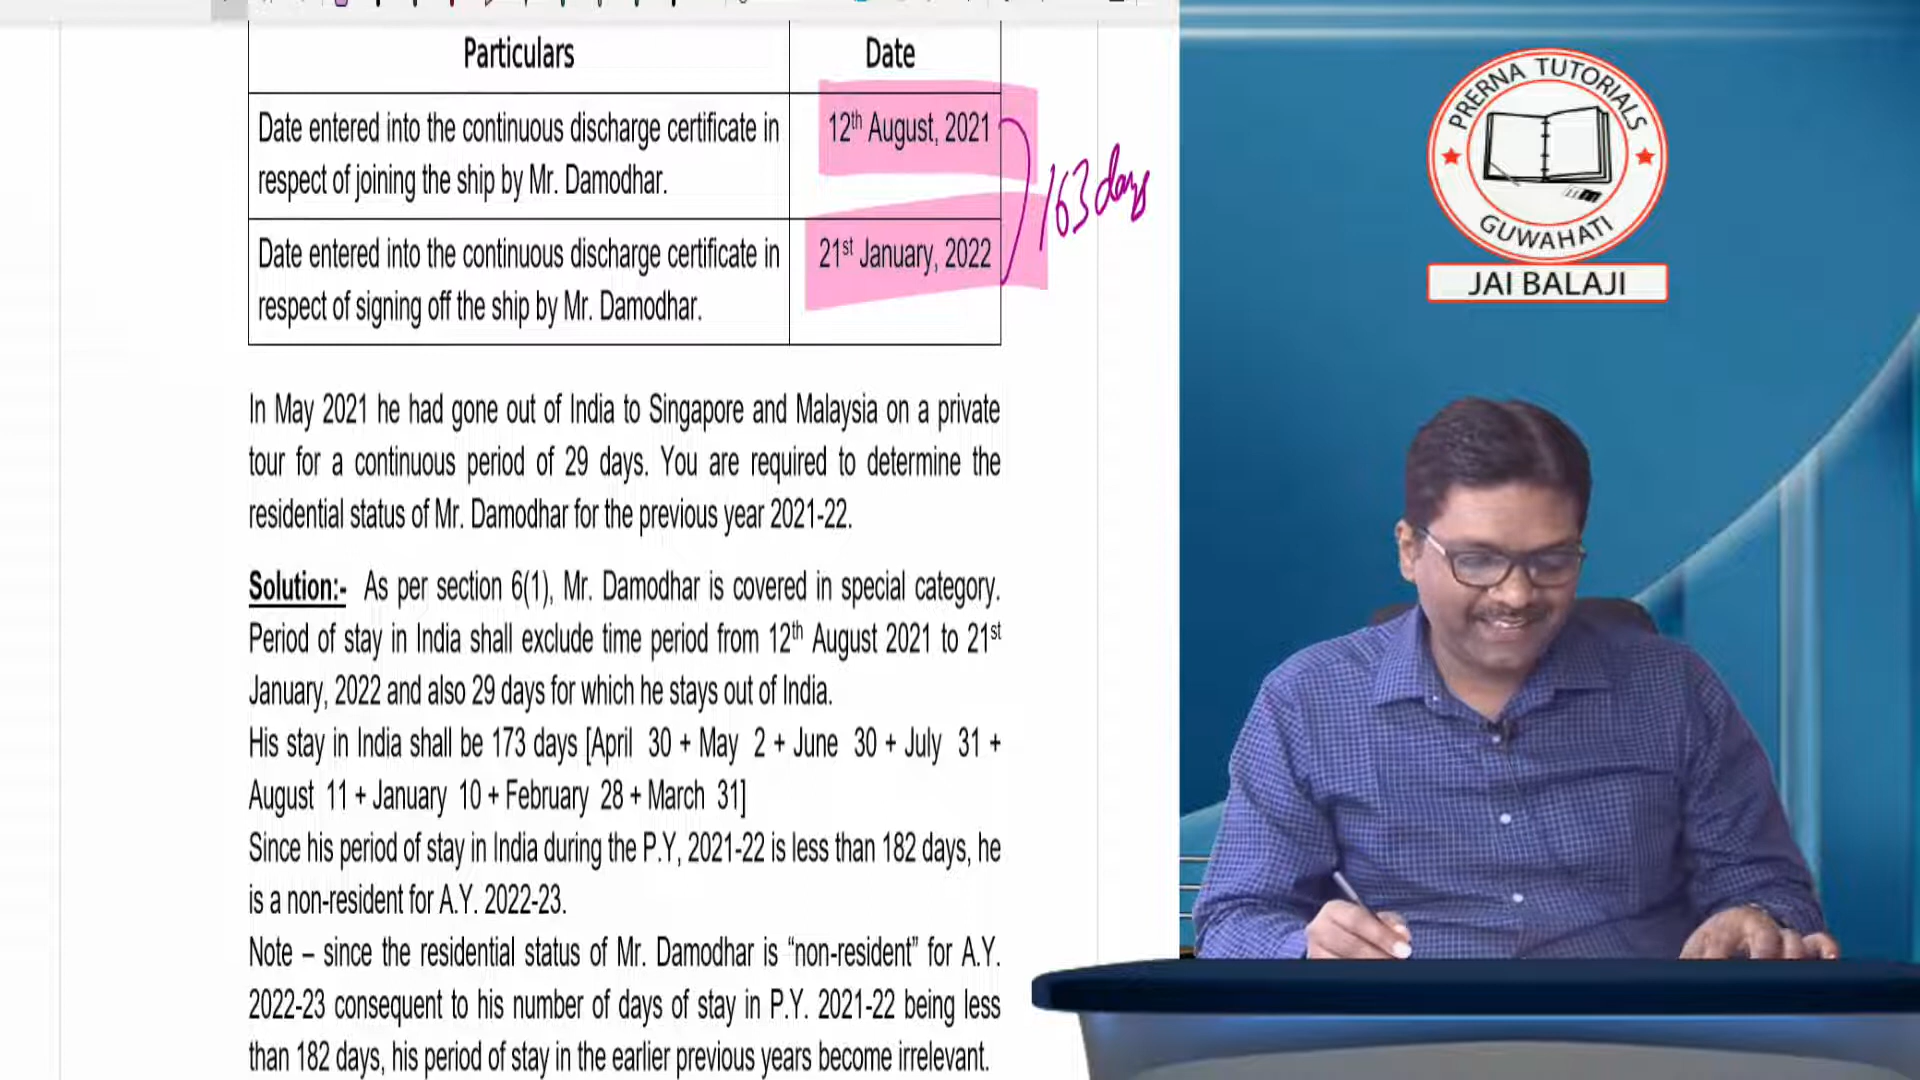 Particulars Date
Date entered into the continuous discharge certificate in 12th August, 2021
respect of joining the ship by Mr. Damodhar.
163 days
Date entered into the continuous discharge certificate in 21st January, 2022
respect of signing off the ship by Mr. Damodhar.
In May 2021 he had gone out of India to Singapore and Malaysia on a private
tour for a continuous period of 29 days. You are required to determine the
residential status of Mr. Damodhar for the previous year 2021-22.
Solution:- As per section 6(1), Mr. Damodhar is covered in special category.
Period of stay in India shall exclude time period from 12th August 2021 to 21st
January, 2022 and also 29 days for which he stays out of India.
His stay in India shall be 173 days [April 30 + May 2 + June 30 + July 31 +
August 11 + January 10 + February 28 + March 31]
Since his period of stay in India during the P.Y, 2021-22 is less than 182 days, he
is a non-resident for A.Y. 2022-23.
Note – since the residential status of Mr. Damodhar is “non-resident” for A.Y.
2022-23 consequent to his number of days of stay in P.Y. 2021-22 being less
than 182 days, his period of stay in the earlier previous years become irrelevant.
PRERNA TUTORIALS
GUWAHATI
JAI BALAJI